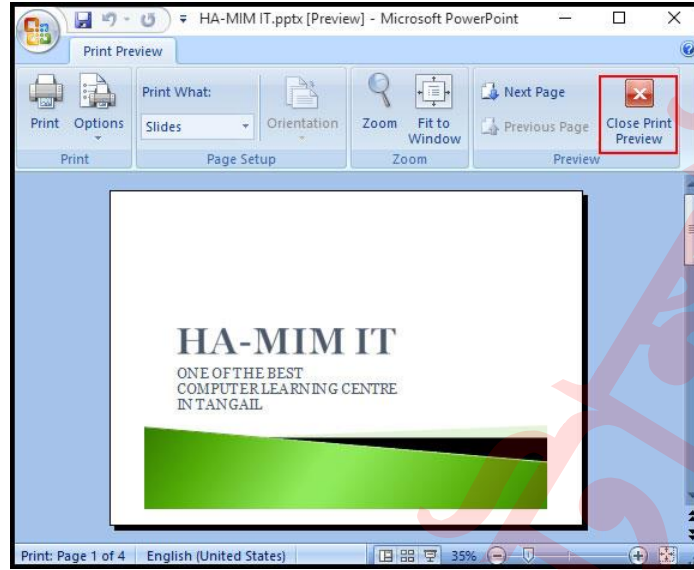 HA-MIM IT.pptx [Preview] - Microsoft PowerPoint
Print Preview
Print
Options
Print What:
Slides
Orientation
Zoom
Fit to
Window
Next Page
Previous Page
Close Print
Preview
Print
Page Setup
Zoom
Preview
HA-MIM IT
ONE OF THE BEST
COMPUTER LEARNING CENTRE
IN TANGAIL
Print: Page 1 of 4
English (United States)
35%